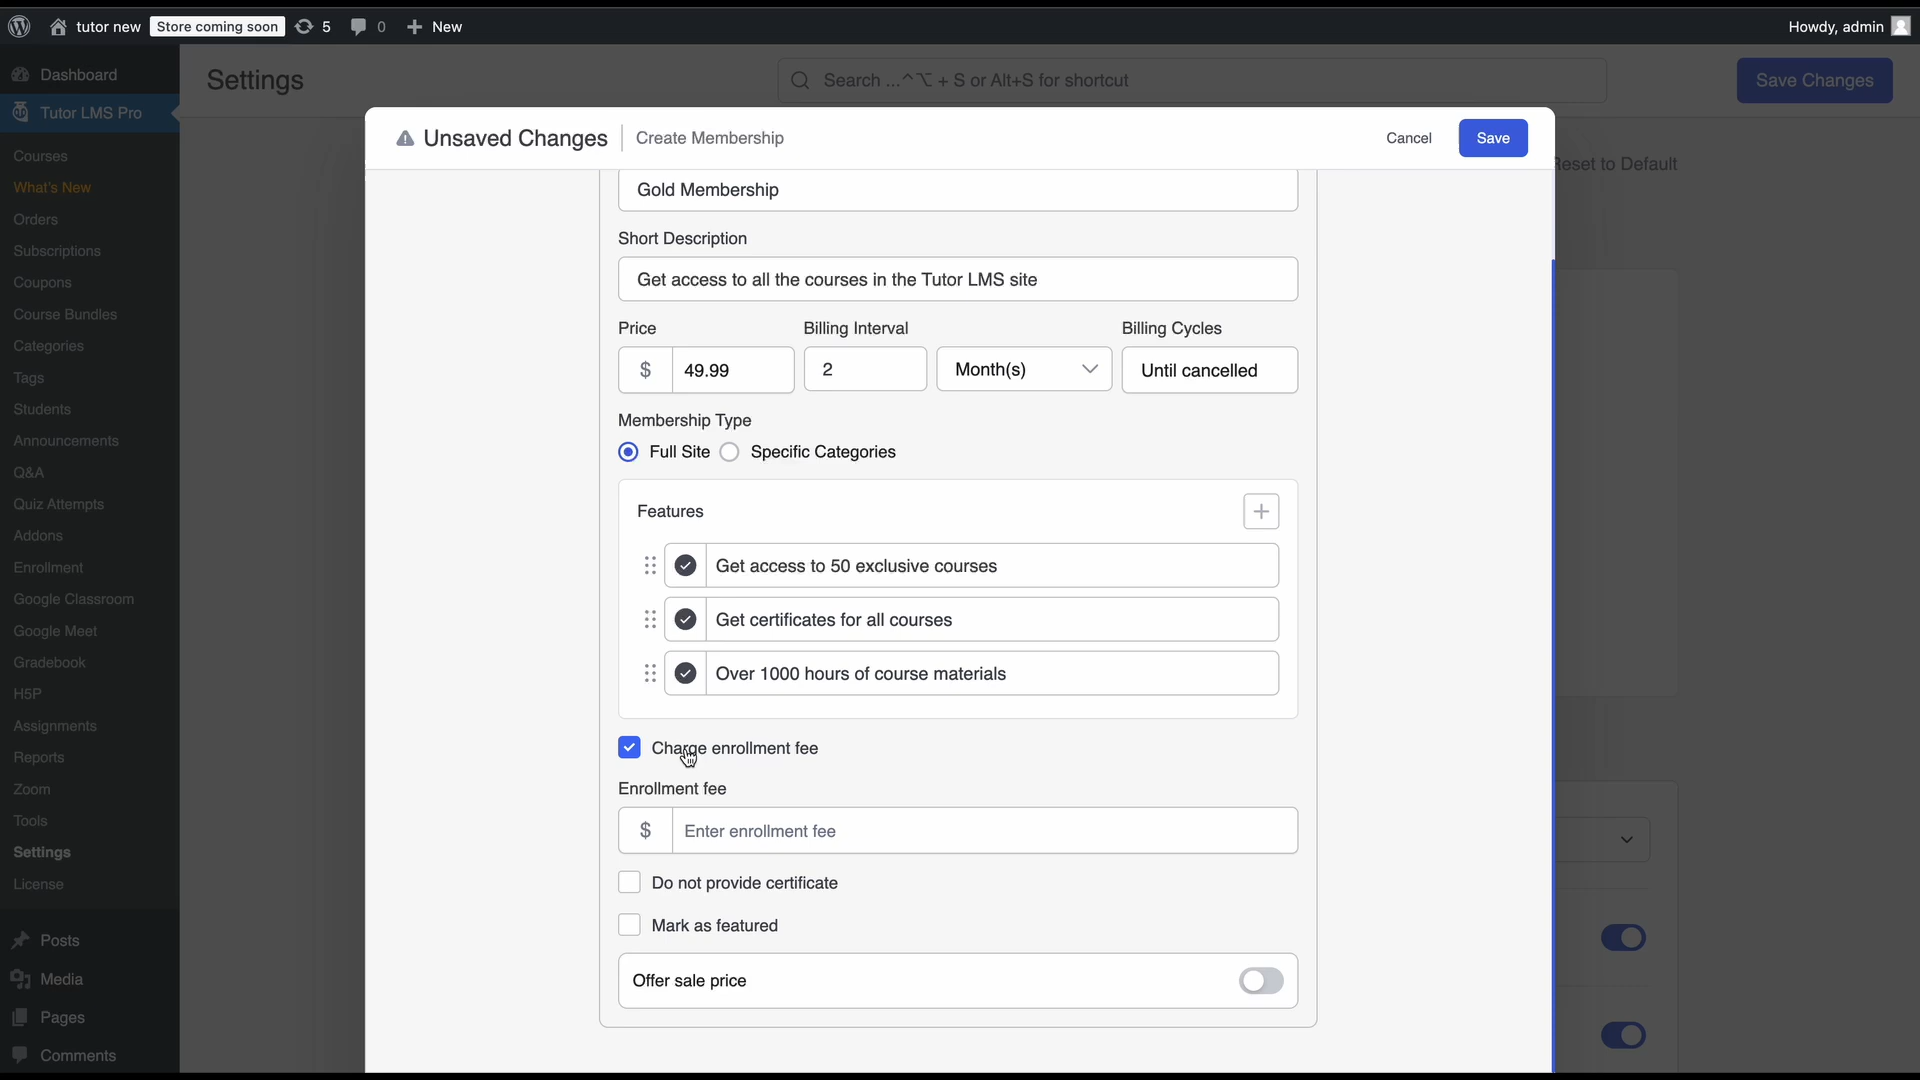 tutor new Store coming soon 5 0 New Howdy, admin
Dashboard
Tutor LMS Pro
Courses
What's New
Orders
Subscriptions
Coupons
Course Bundles
Categories
Tags
Students
Announcements
Q&A
Quiz Attempts
Addons
Enrollment
Google Classroom
Google Meet
Gradebook
H5P
Assignments
Reports
Zoom
Tools
Settings
License
Posts
Media
Pages
Comments
Settings
Search ...^⌥ + S or Alt+S for shortcut
Save Changes
Reset to Default
Unsaved Changes Create Membership Cancel Save
Gold Membership
Short Description
Get access to all the courses in the Tutor LMS site
Price Billing Interval Billing Cycles
$ 49.99 2 Month(s) Until cancelled
Membership Type
Full Site Specific Categories
Features
Get access to 50 exclusive courses
Get certificates for all courses
Over 1000 hours of course materials
Charge enrollment fee
Enrollment fee
$ Enter enrollment fee
Do not provide certificate
Mark as featured
Offer sale price